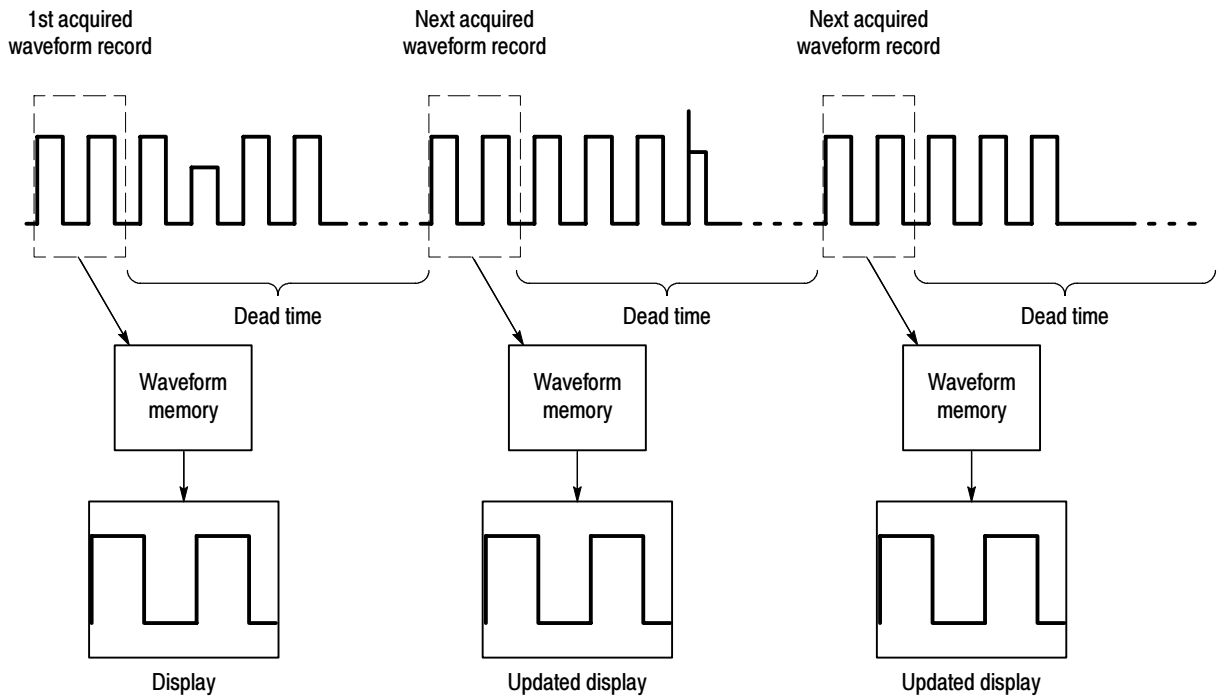 1st acquired
waveform record
Next acquired
waveform record
Next acquired
waveform record
Dead time
Dead time
Dead time
Waveform
memory
Waveform
memory
Waveform
memory
Display
Updated display
Updated display